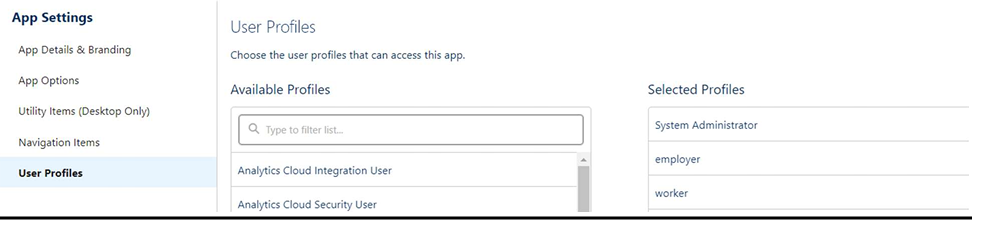 App Settings
App Details & Branding
App Options
Utility Items (Desktop Only)
Navigation Items
User Profiles
User Profiles
Choose the user profiles that can access this app.
Available Profiles
Type to filter list...
Analytics Cloud Integration User
Analytics Cloud Security User
Selected Profiles
System Administrator
employer
worker